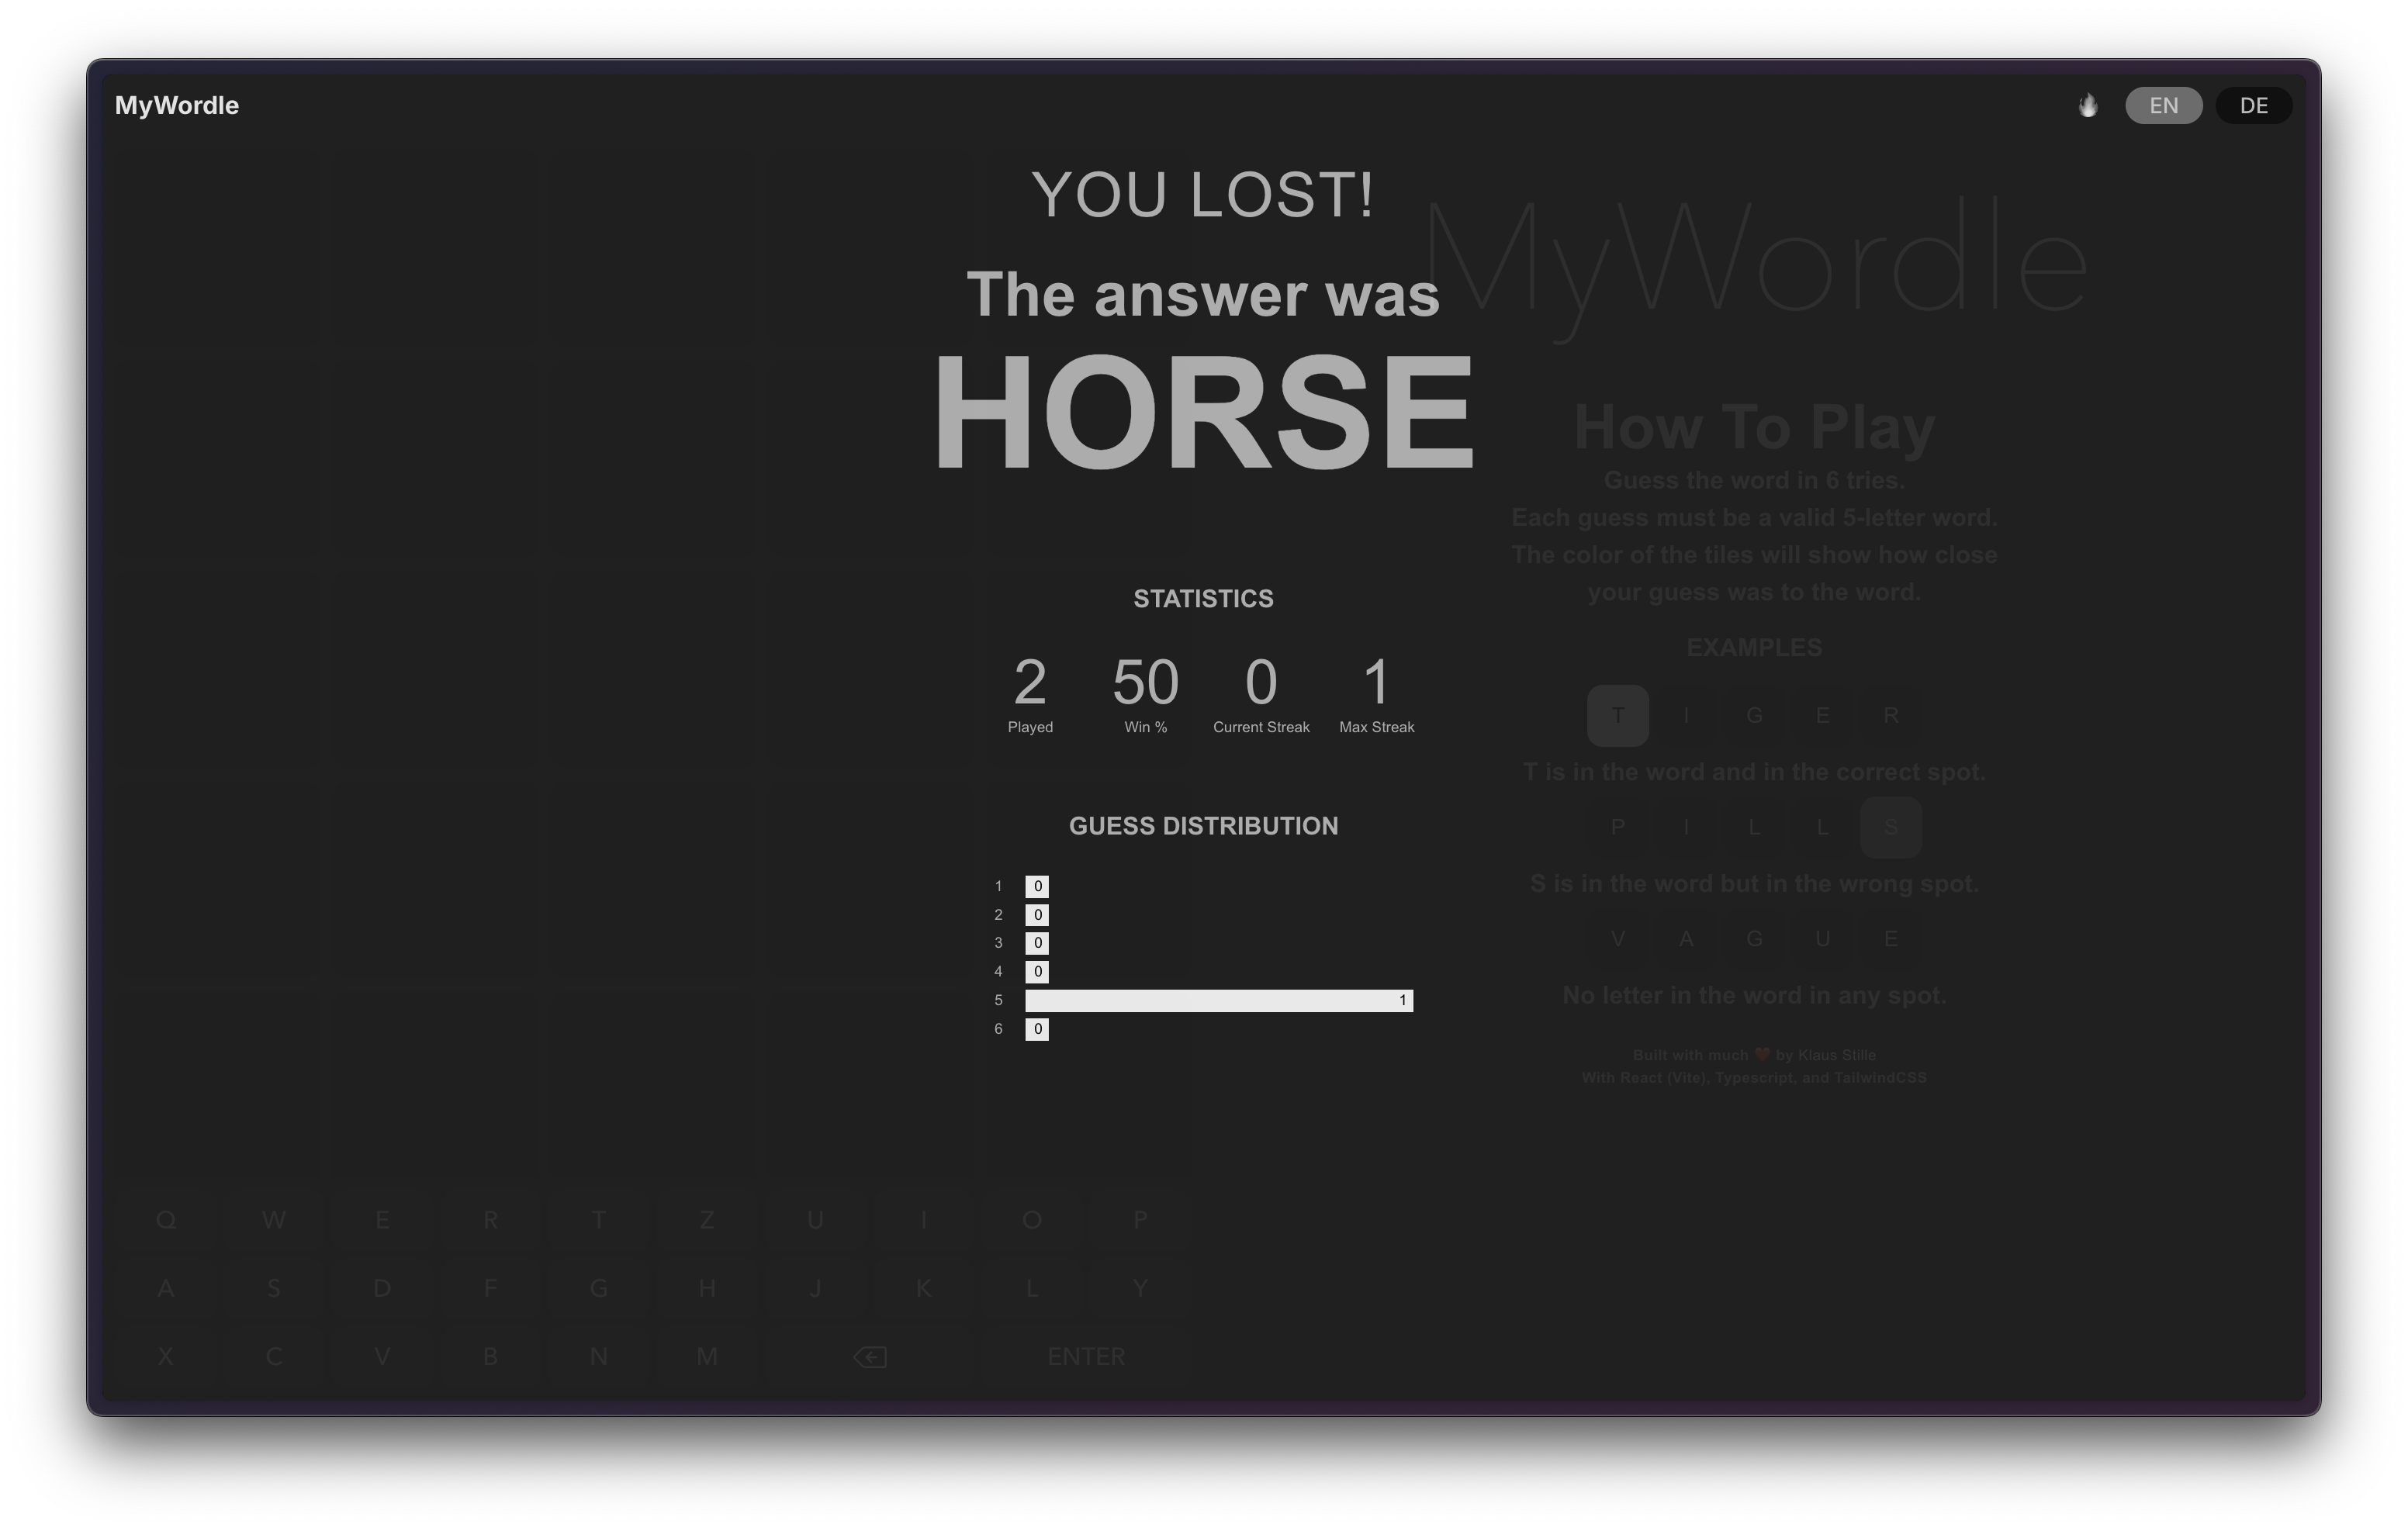 MyWordle
EN DE
YOU LOST!
The answer was
HORSE
STATISTICS
2 50 0 1
Played Win % Current Streak Max Streak
GUESS DISTRIBUTION
1 0
2 0
3 0
4 0
5 1
6 0
MyWordle
How To Play
Guess the word in 6 tries.
Each guess must be a valid 5-letter word.
The color of the tiles will show how close
your guess was to the word.
EXAMPLES
T I G E R
T is in the word and in the correct spot.
P I L L S
S is in the word but in the wrong spot.
V A G U E
No letter in the word in any spot.
Built with much ❤️ by Klaus Stille
With React (Vite), Typescript, and TailwindCSS
Q W E R T Z U I O P
A S D F G H J K L Y
X C V B N M ENTER